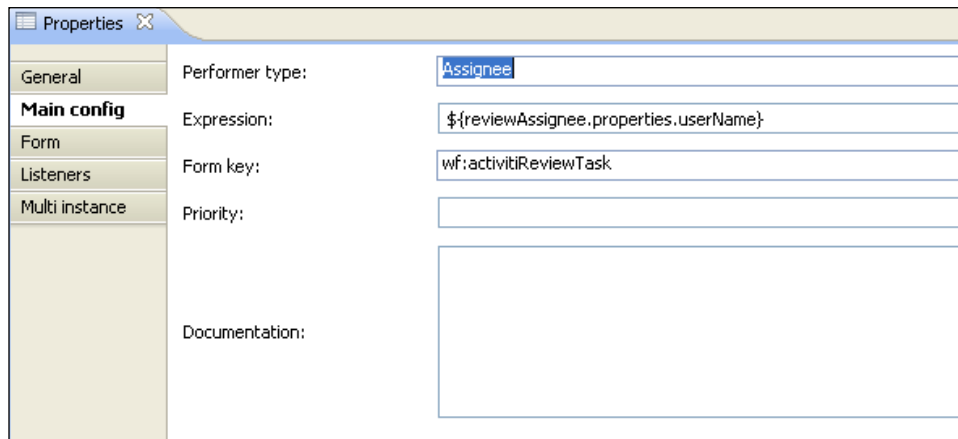 Properties
General
Performer type:
Assignee
Main config
Expression:
${reviewAssignee.properties.userName}
Form
Form key:
wf:activitiReviewTask
Listeners
Multi instance
Priority:
Documentation: